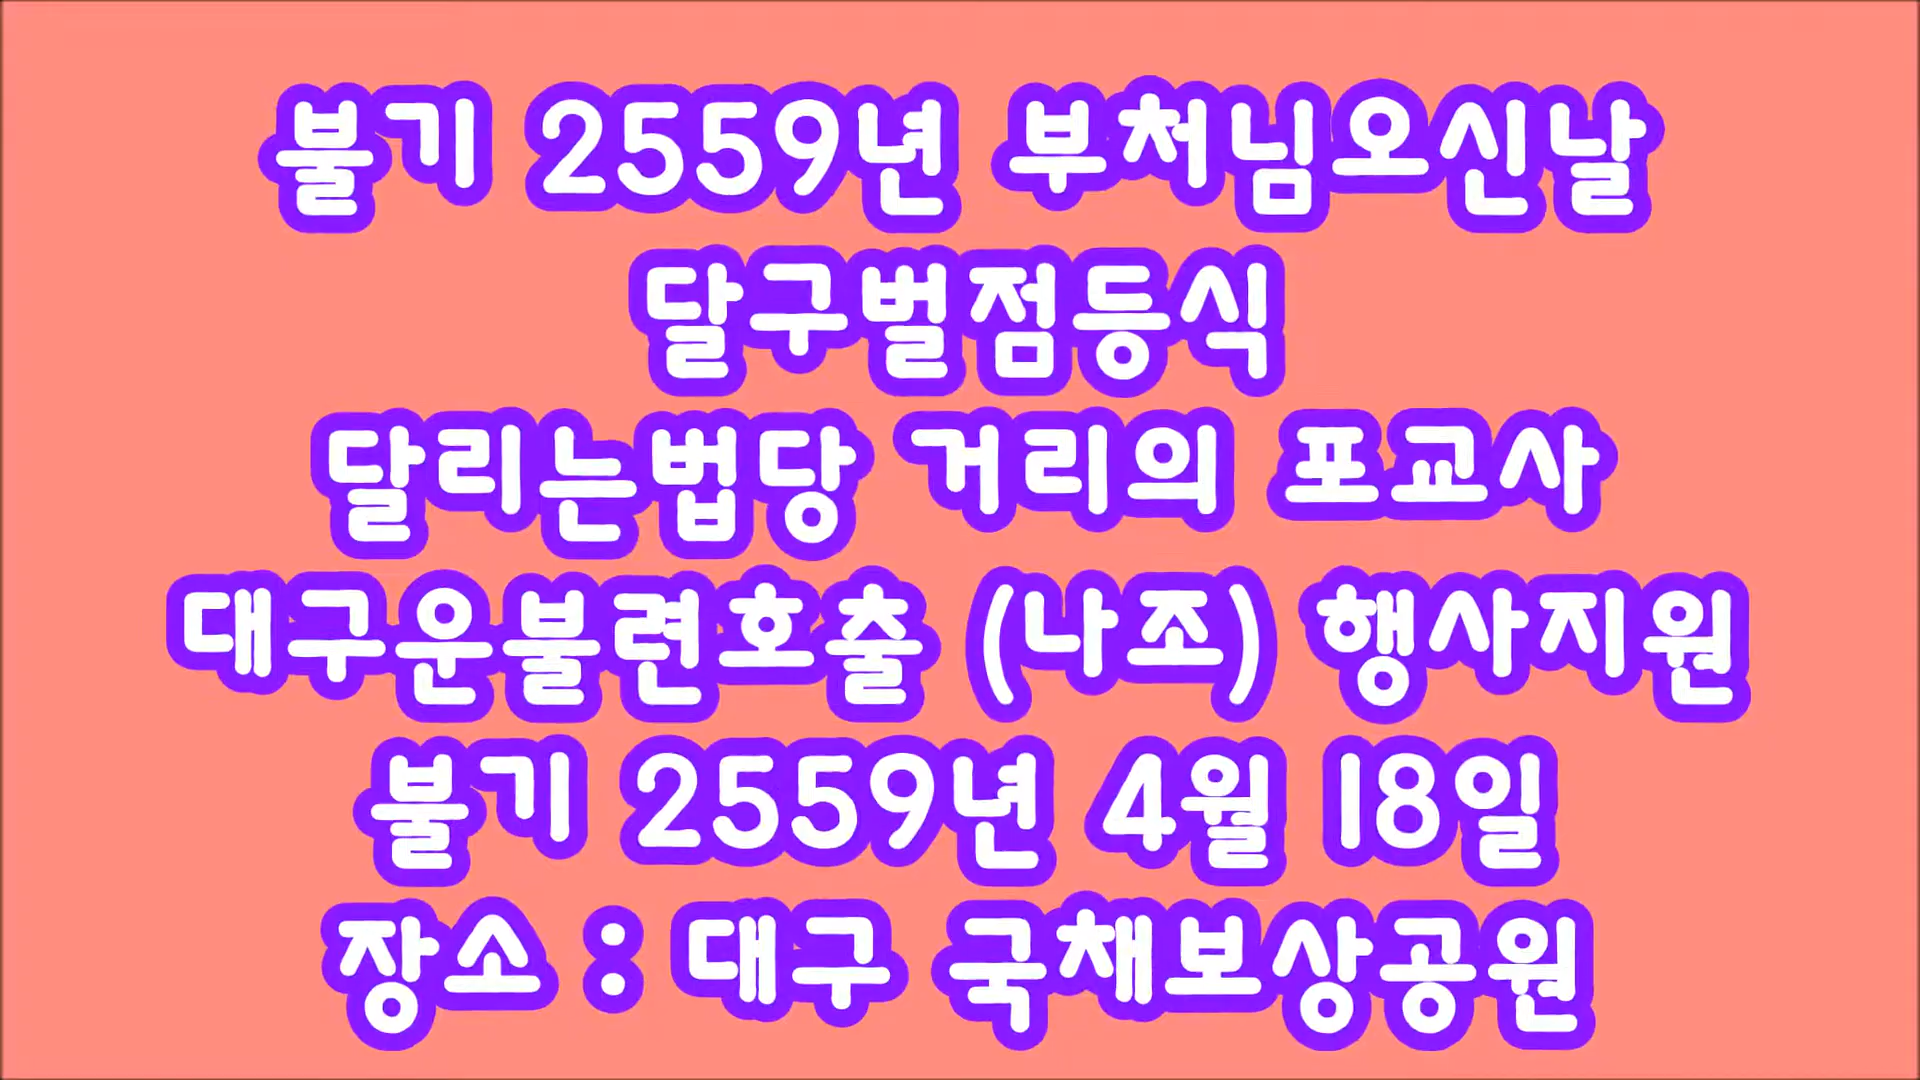 불기 2559년 부처님오신날
달구벌점등식
달리는법당 거리의 포교사
대구운불련호출 (나조) 행사지원
불기 2559년 4월 18일
장소 : 대구 국채보상공원